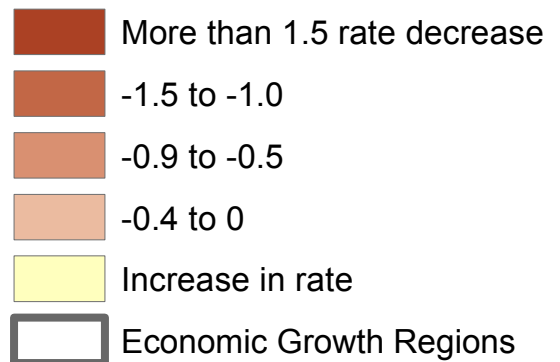 More than 1.5 rate decrease
-1.5 to -1.0
-0.9 to -0.5
-0.4 to 0
Increase in rate
Economic Growth Regions